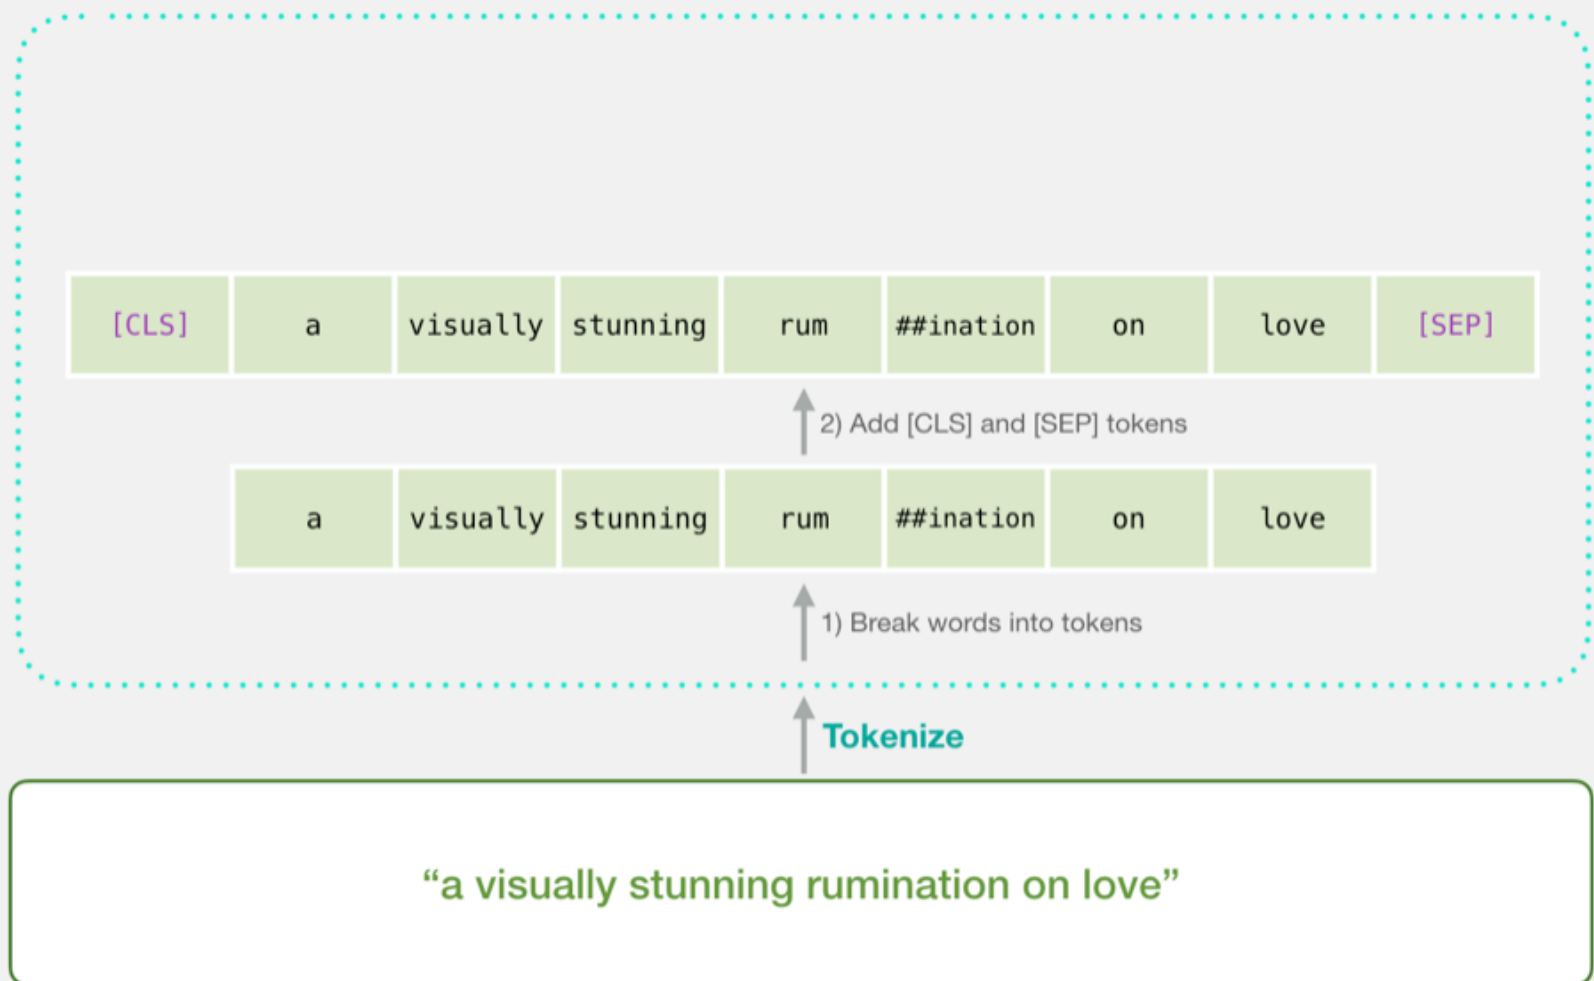 [CLS] a visually stunning rum ##ination on love [SEP]
2) Add [CLS] and [SEP] tokens
a visually stunning rum ##ination on love
1) Break words into tokens
Tokenize
“a visually stunning rumination on love”